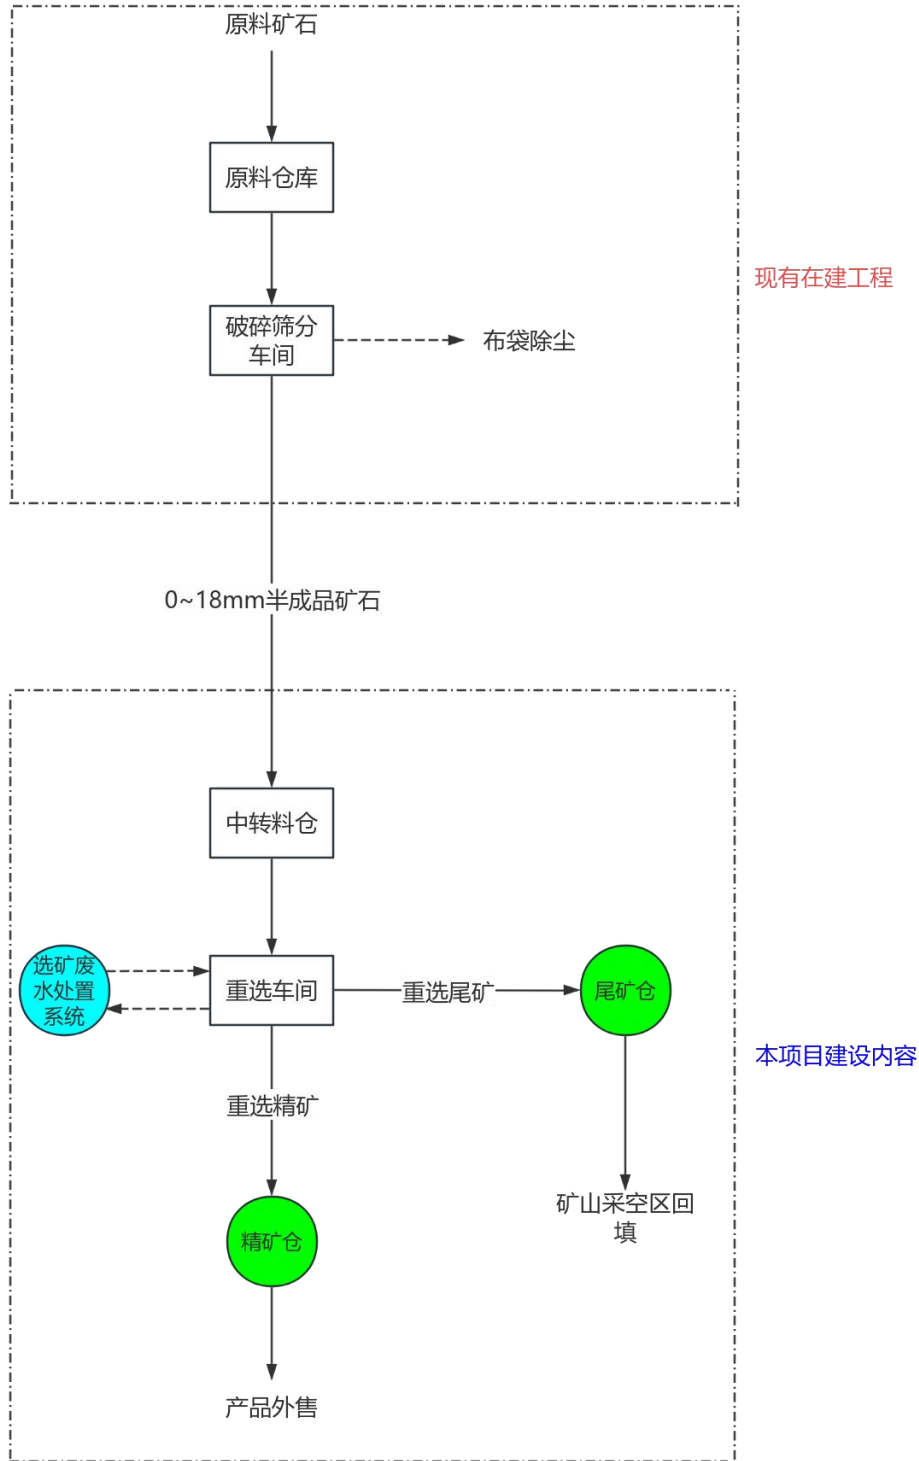 原料矿石
原料仓库
现有在建工程
破碎筛分
车间
布袋除尘
0~18mm半成品矿石
中转料仓
选矿废
水处置
系统
重选车间
重选尾矿
尾矿仓
本项目建设内容
重选精矿
矿山采空区回
填
精矿仓
产品外售